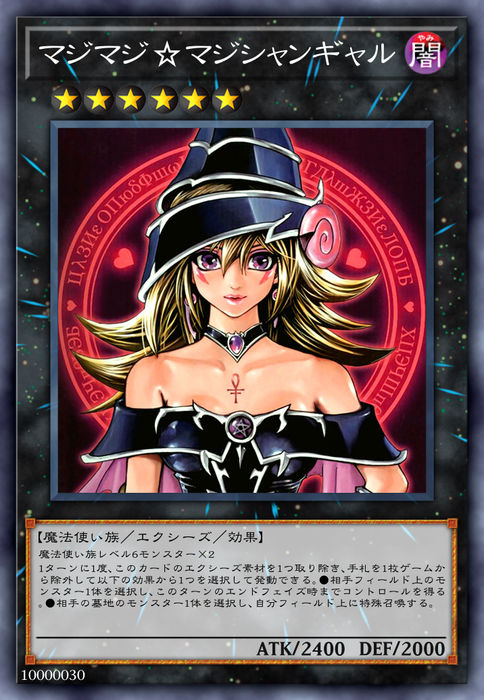 マジマジ☆マジシャンギャル
やみ
闇
【魔法使い族／エクシーズ／効果】
魔法使い族レベル6モンスター×2
1ターンに1度、このカードのエクシーズ素材を1つ取り除き、手札を1枚ゲームか
ら除外して以下の効果から1つを選択して発動できる。●相手フィールド上のモ
ンスター1体を選択し、このターンのエンドフェイズ時までコントロールを得る
。●相手の墓地のモンスター1体を選択し、自分フィールド上に特殊召喚する。
ATK/2400 DEF/2000
10000030